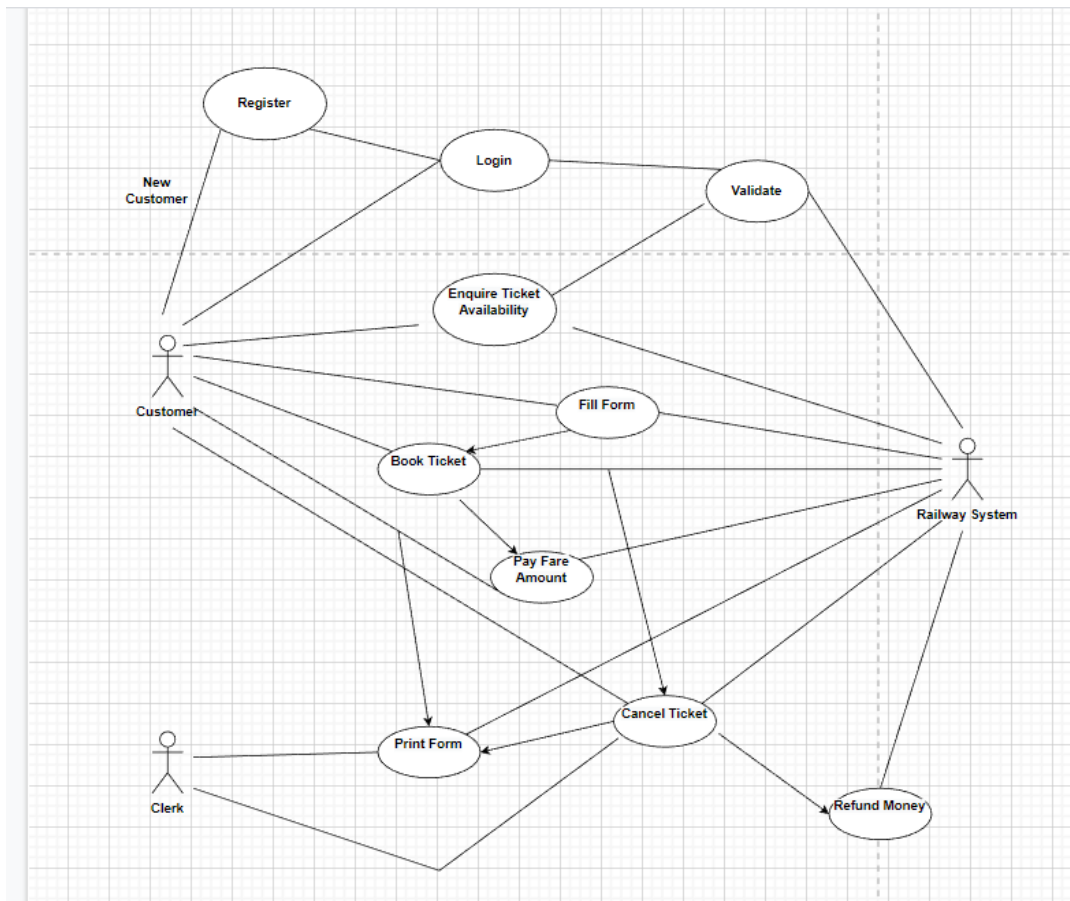 Register
Login
New
Customer
Validate
Enquire Ticket
Availability
Customer
Fill Form
Book Ticket
Railway System
Pay Fare
Amount
Cancel Ticket
Print Form
Clerk
Refund Money